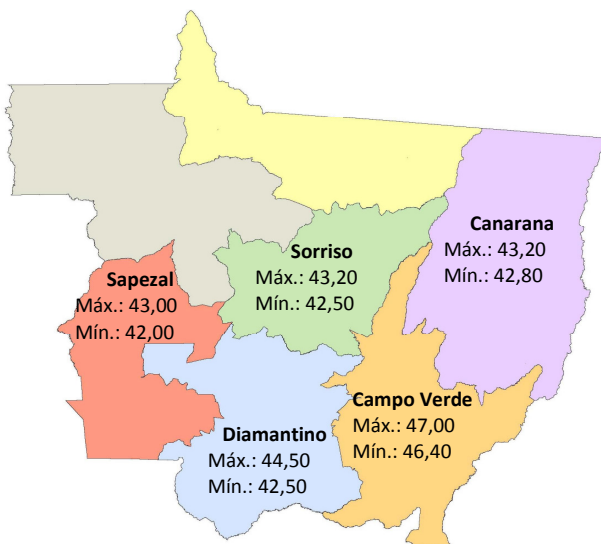 Canarana
Máx.: 43,20
Mín.: 42,80
Sorriso
Máx.: 43,20
Mín.: 42,50
Sapezal
Máx.: 43,00
Mín.: 42,00
Campo Verde
Máx.: 47,00
Mín.: 46,40
Diamantino
Máx.: 44,50
Mín.: 42,50